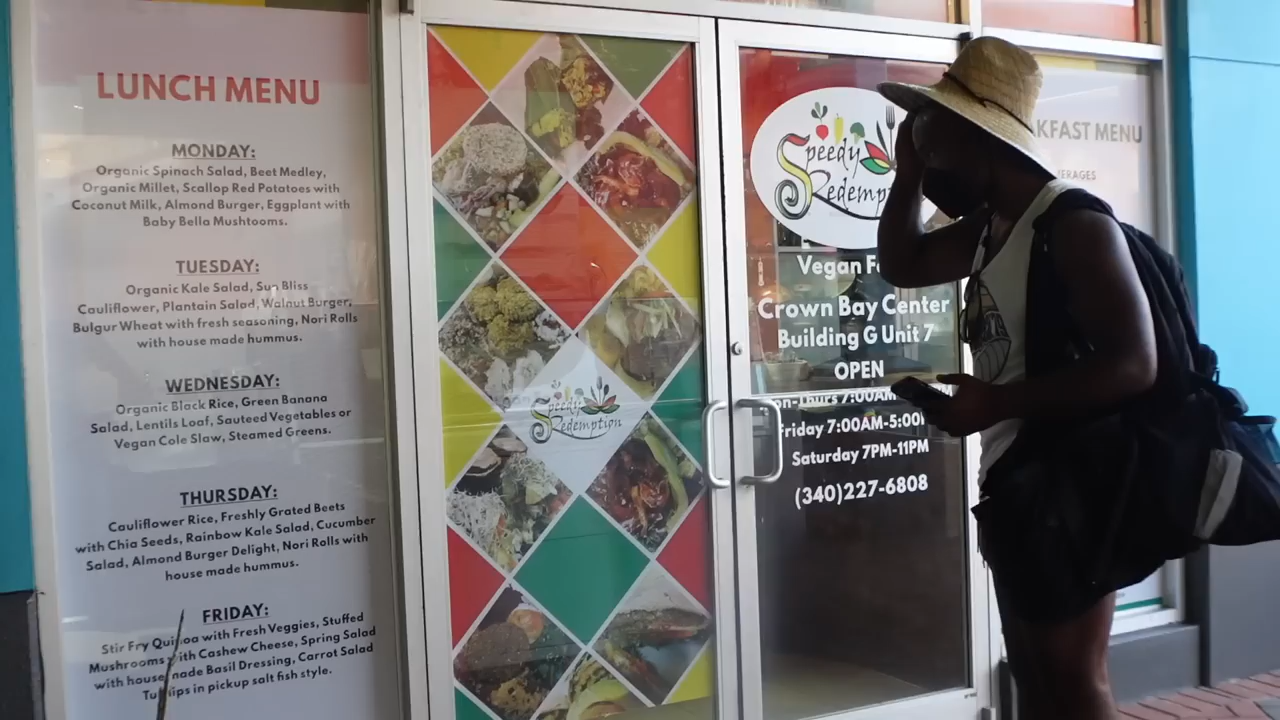 LUNCH MENU
MONDAY:
Organic Spinach Salad, Beet Medley,
Organic Millet, Scallop Red Potatoes with
Coconut Milk, Almond Burger, Eggplant with
Baby Bella Mushtooms.
TUESDAY:
Organic Kale Salad, Sun Bliss
Cauliflower, Plantain Salad, Walnut Burger,
Bulgur Wheat with fresh seasoning, Nori Rolls
with house made hummus.
WEDNESDAY:
Organic Black Rice, Green Banana
Salad, Lentils Loaf, Sauteed Vegetables or
Vegan Cole Slaw, Steamed Greens.
THURSDAY:
Cauliflower Rice, Freshly Grated Beets
with Chia Seeds, Rainbow Kale Salad, Cucumber
Salad, Almond Burger Delight, Nori Rolls with
house made hummus.
FRIDAY:
Stir Fry Quinoa with Fresh Veggies, Stuffed
Mushrooms with Cashew Cheese, Spring Salad
with house made Basil Dressing, Carrot Salad
in pickup salt fish style.
Speedy
Redemption
Speedy
Redempti
Vegan
Crown Bay Center
Building G Unit 7
OPEN
on-Thurs 7:00AM
Friday 7:00AM-5:00
Saturday 7PM-11PM
(340)227-6808
KFAST MENU
ERAGES